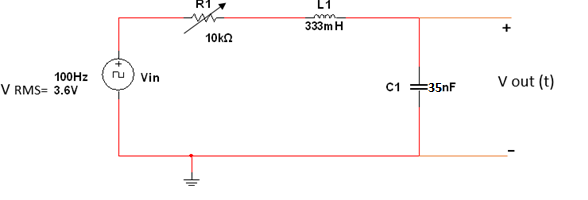 R1
L1
10kΩ
333mH
+
100Hz
V RMS= 3.6V
+
Vin
C1
35nF
V out (t)
−